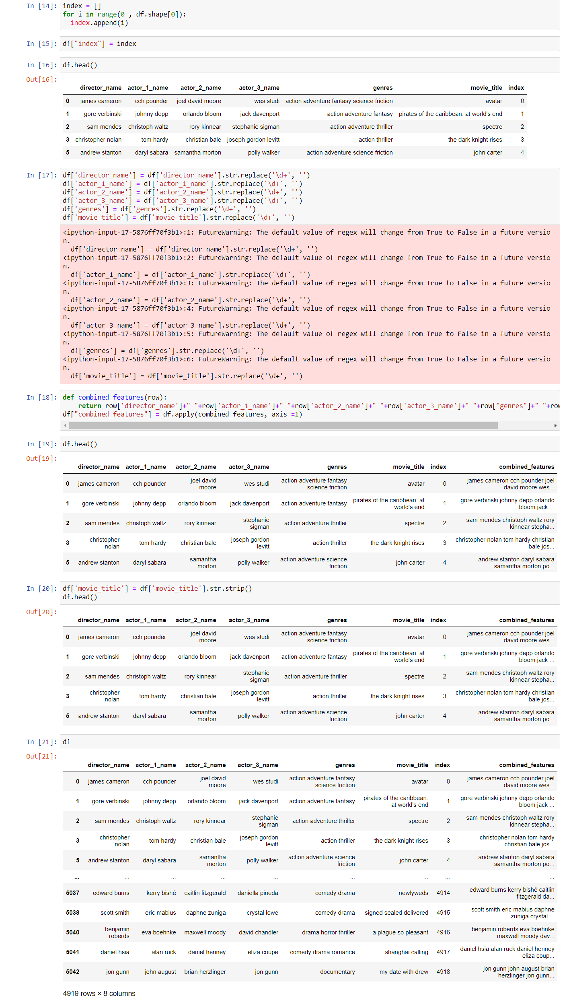 In [14]: index = []
for i in range(0 , df.shape[0]):
  index.append(i)
In [15]: df["index"] = index
In [16]: df.head()
Out[16]:
director_name actor_1_name actor_2_name actor_3_name genres movie_title index
0 james cameron cch pounder joel david moore wes studi action adventure fantasy science friction avatar 0
1 gore verbinski johnny depp orlando bloom jack davenport action adventure fantasy pirates of the caribbean: at world's end 1
2 sam mendes christoph waltz rory kinnear stephanie sigman action adventure thriller spectre 2
3 christopher nolan tom hardy christian bale joseph gordon levitt action thriller the dark knight rises 3
5 andrew stanton daryl sabara samantha morton polly walker action adventure science friction john carter 4
In [17]: df['director_name'] = df['director_name'].str.replace('\d+', '')
df['actor_1_name'] = df['actor_1_name'].str.replace('\d+', '')
df['actor_2_name'] = df['actor_2_name'].str.replace('\d+', '')
df['actor_3_name'] = df['actor_3_name'].str.replace('\d+', '')
df['genres'] = df['genres'].str.replace('\d+', '')
df['movie_title'] = df['movie_title'].str.replace('\d+', '')
<ipython-input-17-5876ff70f3b1>:1: FutureWarning: The default value of regex will change from True to False in a future versio
n.
  df['director_name'] = df['director_name'].str.replace('\d+', '')
<ipython-input-17-5876ff70f3b1>:2: FutureWarning: The default value of regex will change from True to False in a future versio
n.
  df['actor_1_name'] = df['actor_1_name'].str.replace('\d+', '')
<ipython-input-17-5876ff70f3b1>:3: FutureWarning: The default value of regex will change from True to False in a future versio
n.
  df['actor_2_name'] = df['actor_2_name'].str.replace('\d+', '')
<ipython-input-17-5876ff70f3b1>:4: FutureWarning: The default value of regex will change from True to False in a future versio
n.
  df['actor_3_name'] = df['actor_3_name'].str.replace('\d+', '')
<ipython-input-17-5876ff70f3b1>:5: FutureWarning: The default value of regex will change from True to False in a future versio
n.
  df['genres'] = df['genres'].str.replace('\d+', '')
<ipython-input-17-5876ff70f3b1>:6: FutureWarning: The default value of regex will change from True to False in a future versio
n.
  df['movie_title'] = df['movie_title'].str.replace('\d+', '')
In [18]: def combined_features(row):
    return row['director_name']+" "+row['actor_1_name']+" "+row['actor_2_name']+" "+row['actor_3_name']+" "+row["genres"]+" "+row
df["combined_features"] = df.apply(combined_features, axis =1)
In [19]: df.head()
Out[19]:
director_name actor_1_name actor_2_name actor_3_name genres movie_title index combined_features
0 james cameron cch pounder joel david moore wes studi action adventure fantasy science friction avatar 0 james cameron cch pounder joel david moore wes...
1 gore verbinski johnny depp orlando bloom jack davenport action adventure fantasy pirates of the caribbean: at world's end 1 gore verbinski johnny depp orlando bloom jack ...
2 sam mendes christoph waltz rory kinnear stephanie sigman action adventure thriller spectre 2 sam mendes christoph waltz rory kinnear stepha...
3 christopher nolan tom hardy christian bale joseph gordon levitt action thriller the dark knight rises 3 christopher nolan tom hardy christian bale jos...
5 andrew stanton daryl sabara samantha morton polly walker action adventure science friction john carter 4 andrew stanton daryl sabara samantha morton po...
In [20]: df['movie_title'] = df['movie_title'].str.strip()
df.head()
Out[20]:
director_name actor_1_name actor_2_name actor_3_name genres movie_title index combined_features
0 james cameron cch pounder joel david moore wes studi action adventure fantasy science friction avatar 0 james cameron cch pounder joel david moore wes...
1 gore verbinski johnny depp orlando bloom jack davenport action adventure fantasy pirates of the caribbean: at world's end 1 gore verbinski johnny depp orlando bloom jack ...
2 sam mendes christoph waltz rory kinnear stephanie sigman action adventure thriller spectre 2 sam mendes christoph waltz rory kinnear stepha...
3 christopher nolan tom hardy christian bale joseph gordon levitt action thriller the dark knight rises 3 christopher nolan tom hardy christian bale jos...
5 andrew stanton daryl sabara samantha morton polly walker action adventure science friction john carter 4 andrew stanton daryl sabara samantha morton po...
In [21]: df
Out[21]:
director_name actor_1_name actor_2_name actor_3_name genres movie_title index combined_features
0 james cameron cch pounder joel david moore wes studi action adventure fantasy science friction avatar 0 james cameron cch pounder joel david moore wes...
1 gore verbinski johnny depp orlando bloom jack davenport action adventure fantasy pirates of the caribbean: at world's end 1 gore verbinski johnny depp orlando bloom jack ...
2 sam mendes christoph waltz rory kinnear stephanie sigman action adventure thriller spectre 2 sam mendes christoph waltz rory kinnear stepha...
3 christopher nolan tom hardy christian bale joseph gordon levitt action thriller the dark knight rises 3 christopher nolan tom hardy christian bale jos...
5 andrew stanton daryl sabara samantha morton polly walker action adventure science friction john carter 4 andrew stanton daryl sabara samantha morton po...
... ... ... ... ... ... ... ... ...
5037 edward burns kerry bishé caitlin fitzgerald daniella pineda comedy drama newlyweds 4914 edward burns kerry bishé caitlin fitzgerald da...
5038 scott smith eric mabius daphne zuniga crystal lowe comedy drama signed sealed delivered 4915 scott smith eric mabius daphne zuniga crystal ...
5040 benjamin roberds eva boehnke maxwell moody david chandler drama horror thriller a plague so pleasant 4916 benjamin roberds eva boehnke maxwell moody dav...
5041 daniel hsia alan ruck daniel henney eliza coupe comedy drama romance shanghai calling 4917 daniel hsia alan ruck daniel henney eliza coup...
5042 jon gunn john august brian herzlinger jon gunn documentary my date with drew 4918 jon gunn john august brian herzlinger jon gunn...
4919 rows × 8 columns